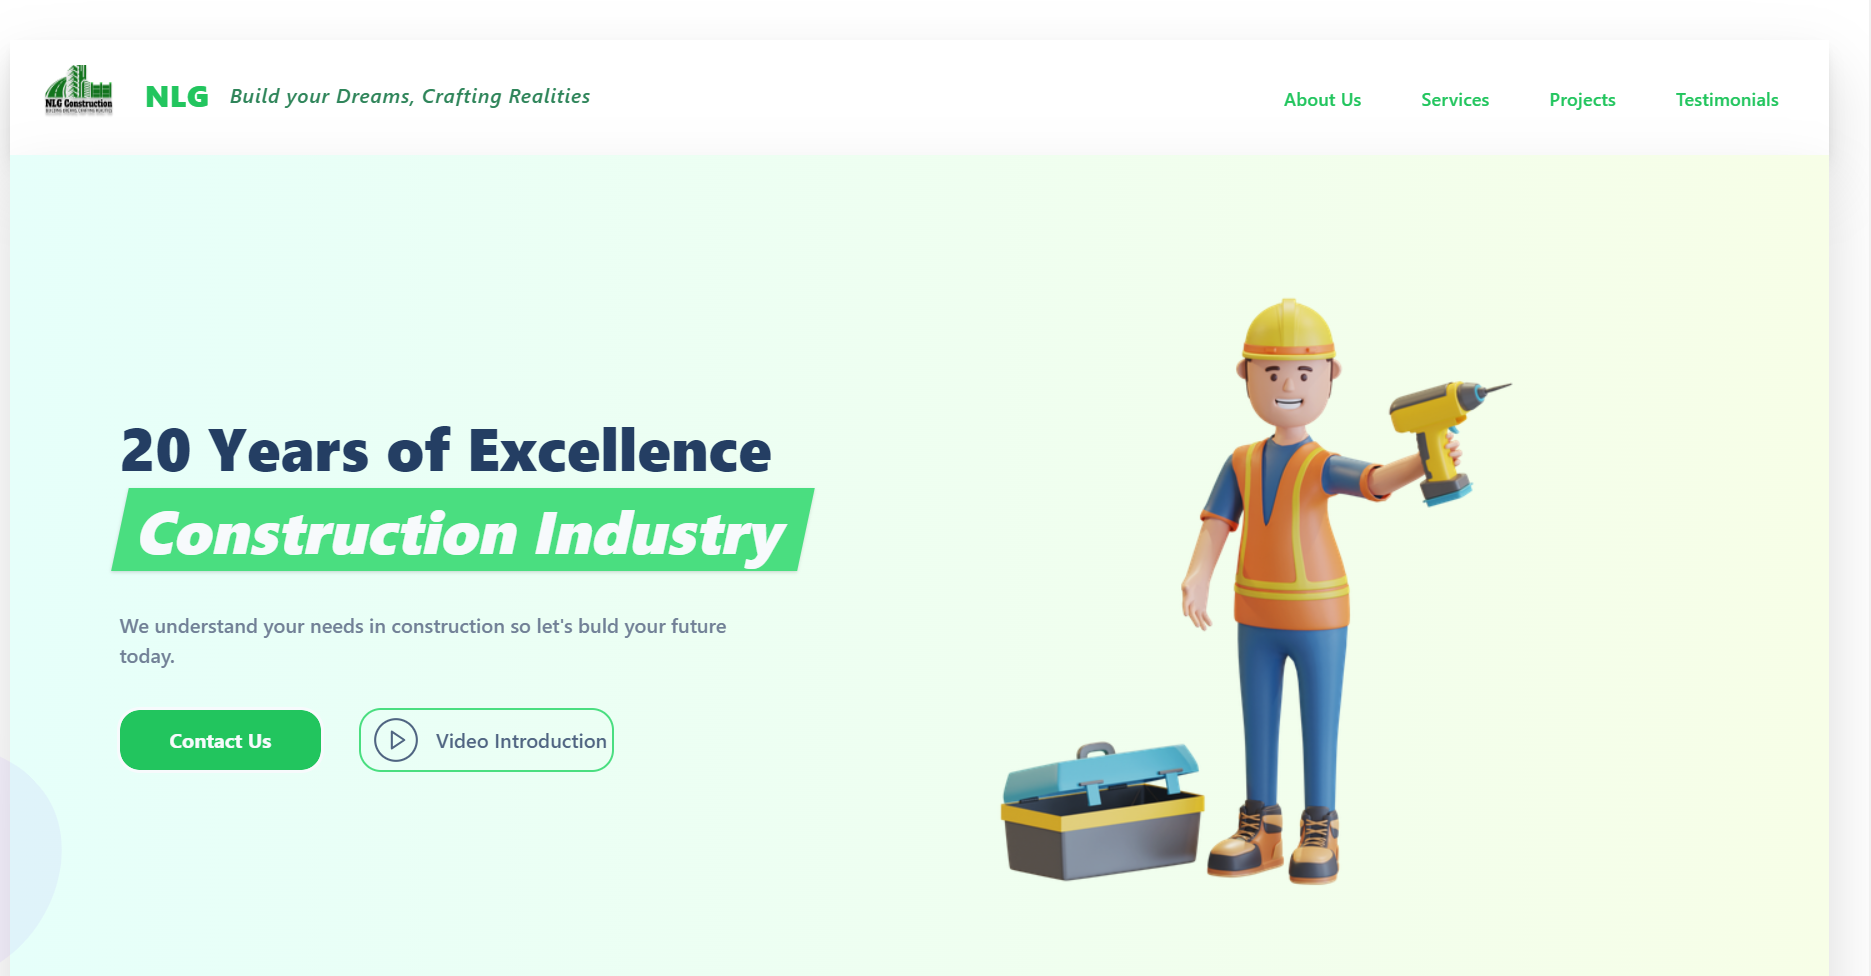 NLG Construction
NLG
Build your Dreams, Crafting Realities
About Us
Services
Projects
Testimonials
20 Years of Excellence
Construction Industry
We understand your needs in construction so let's buld your future
today.
Contact Us
Video Introduction